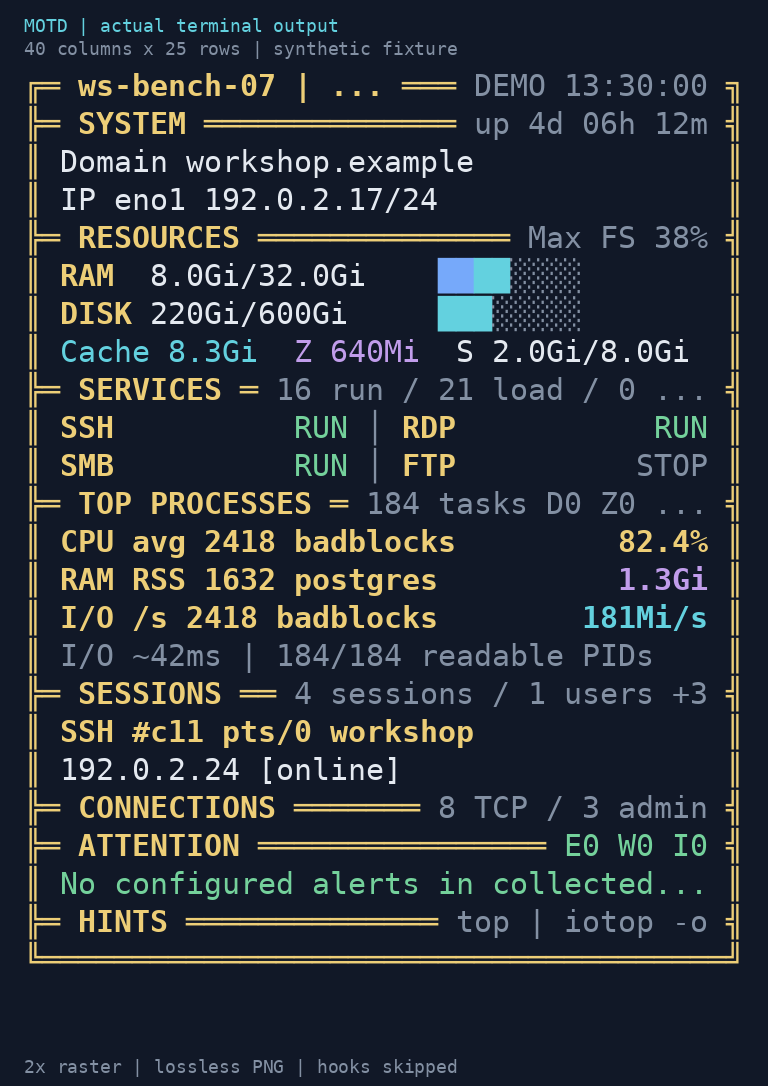 MOTD | actual terminal output
40 columns x 25 rows | synthetic fixture
╔═ ws-bench-07 | ... ═══ DEMO 13:30:00 ╗
╠═ SYSTEM ══════════════ up 4d 06h 12m ╣
║ Domain workshop.example ║
║ IP eno1 192.0.2.17/24 ║
╠═ RESOURCES ══════════════ Max FS 38% ╣
║ RAM  8.0Gi/32.0Gi    ████░░░░ ║
║ DISK 220Gi/600Gi     ███░░░░░ ║
║ Cache 8.3Gi  Z 640Mi  S 2.0Gi/8.0Gi  ║
╠═ SERVICES ═ 16 run / 21 load / 0 ... ╣
║ SSH          RUN │ RDP           RUN ║
║ SMB          RUN │ FTP          STOP ║
╠═ TOP PROCESSES ═ 184 tasks D0 Z0 ... ╣
║ CPU avg 2418 badblocks         82.4% ║
║ RAM RSS 1632 postgres          1.3Gi ║
║ I/O /s 2418 badblocks        181Mi/s ║
║ I/O ~42ms | 184/184 readable PIDs    ║
╠═ SESSIONS ══ 4 sessions / 1 users +3 ╣
║ SSH #c11 pts/0 workshop              ║
║ 192.0.2.24 [online]                  ║
╠═ CONNECTIONS ═══════ 8 TCP / 3 admin ╣
╠═ ATTENTION ════════════════ E0 W0 I0 ╣
║ No configured alerts in collected... ║
╠═ HINTS ══════════════ top | iotop -o ╣
╚══════════════════════════════════════╝
2x raster | lossless PNG | hooks skipped